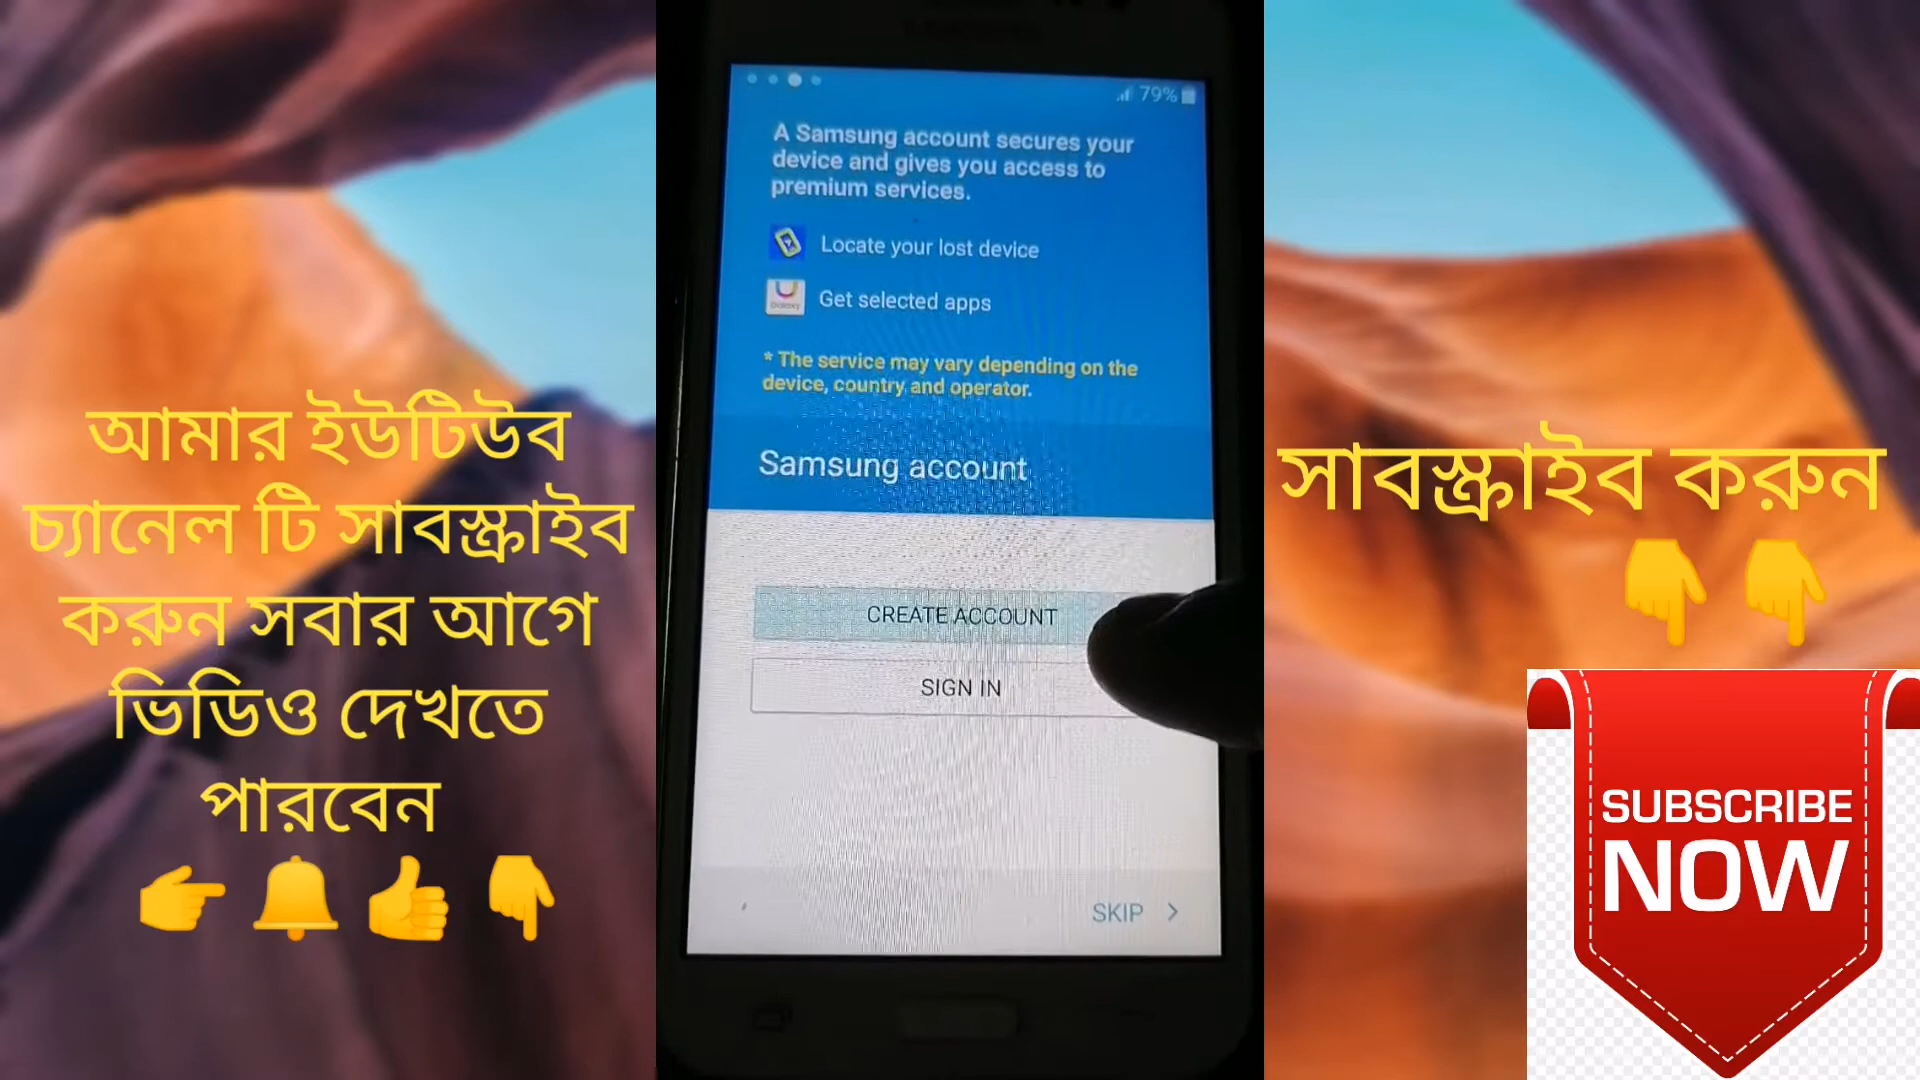 আমার ইউটিউব
চ্যানেল টি সাবস্ক্রাইব
করুন সবার আগে
ভিডিও দেখতে
পারবেন
79%
A Samsung account secures your
device and gives you access to
premium services.
Locate your lost device
Get selected apps
* The service may vary depending on the
device, country and operator.
Samsung account
CREATE ACCOUNT
SIGN IN
SKIP >
সাবস্ক্রাইব করুন
SUBSCRIBE
NOW